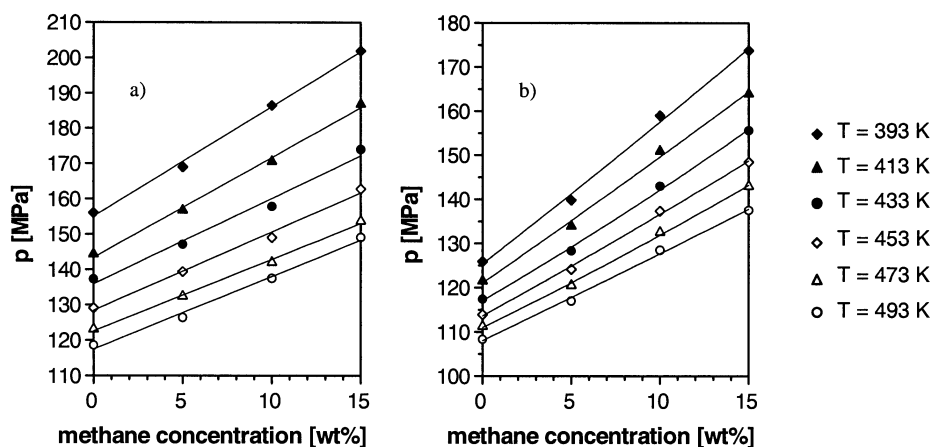 210
200
190
180
170
160
150
140
130
120
110
p [MPa]
a)
0 5 10 15
methane concentration [wt%]
180
170
160
150
140
130
120
110
100
p [MPa]
b)
0 5 10 15
methane concentration [wt%]
T = 393 K
T = 413 K
T = 433 K
T = 453 K
T = 473 K
T = 493 K